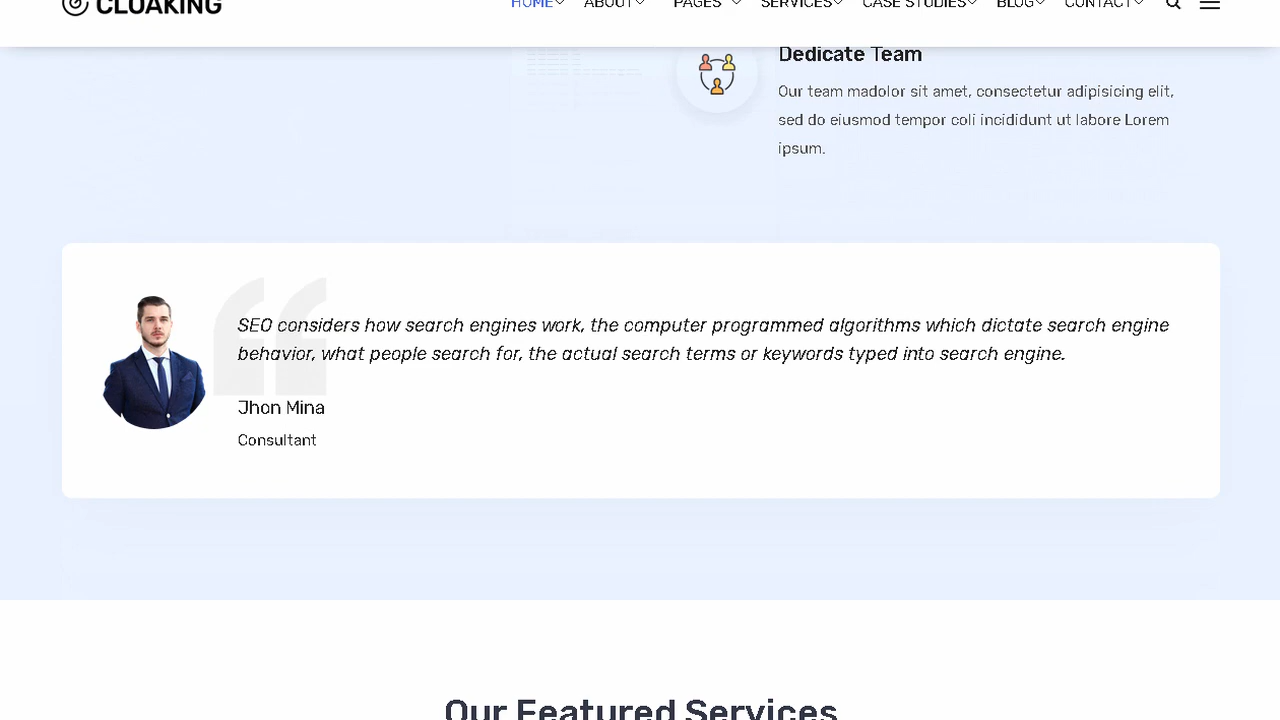 CLOAKING
HOME ABOUT PAGES SERVICES CASE STUDIES BLOG CONTACT
Dedicate Team
Our team madolor sit amet, consectetur adipisicing elit,
sed do eiusmod tempor coli incididunt ut labore Lorem
ipsum.
SEO considers how search engines work, the computer programmed algorithms which dictate search engine
behavior, what people search for, the actual search terms or keywords typed into search engine.
Jhon Mina
Consultant
Our Featured Services